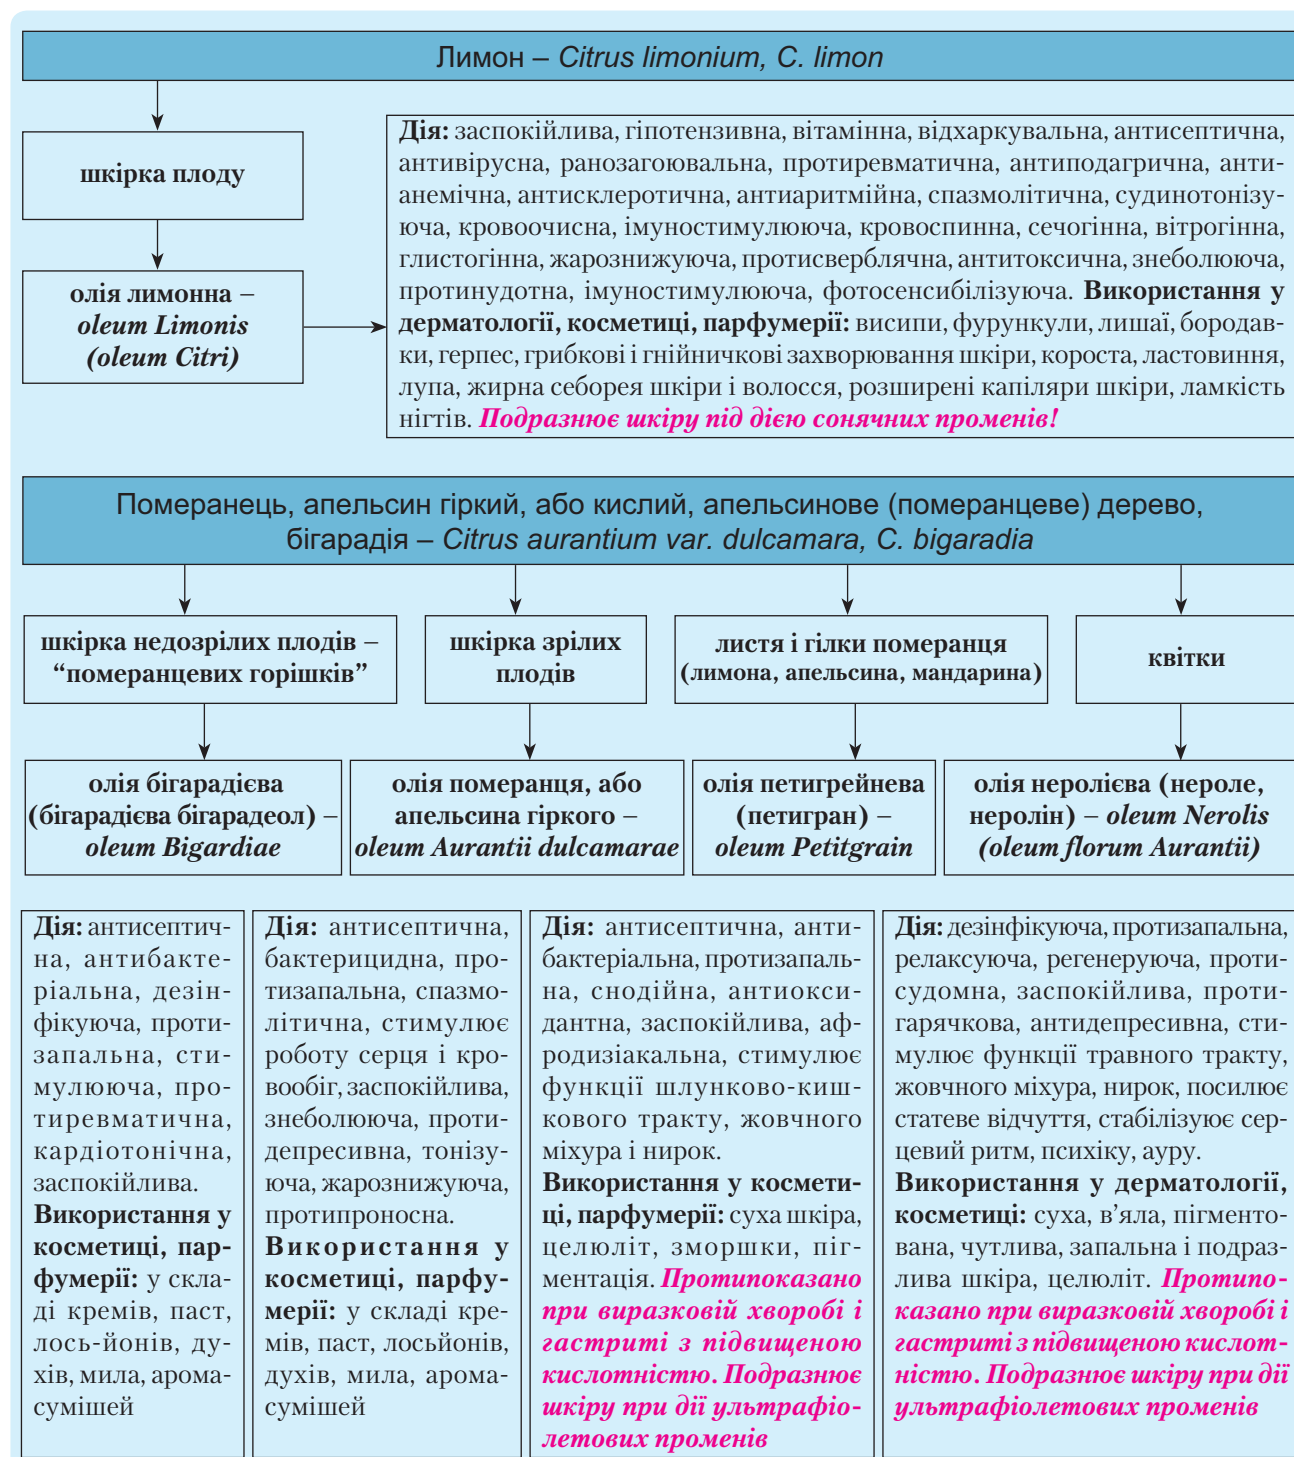 Лимон – Citrus limonium, C. limon
шкірка плоду
олія лимонна –
oleum Limonis
(oleum Citri)
Дія: заспокійлива, гіпотензивна, вітамінна, відхаркувальна, антисептична,
антивірусна, ранозагоювальна, протиревматична, антиподагрична, анти-
анемічна, антисклеротична, антиаритмійна, спазмолітична, судинотонізу-
юча, кровоочисна, імуностимулююча, кровоспинна, сечогінна, вітрогінна,
глистогінна, жарознижуюча, протисверблячна, антитоксична, знеболююча,
протинудотна, імуностимулююча, фотосенсибілізуюча. Використання у
дерматології, косметиці, парфумерії: висипи, фурункули, лишаї, бородав-
ки, герпес, грибкові і гнійничкові захворювання шкіри, короста, ластовиння,
лупа, жирна себорея шкіри і волосся, розширені капіляри шкіри, ламкість
нігтів. Подразнює шкіру під дією сонячних променів!
Померанець, апельсин гіркий, або кислий, апельсинове (померанцеве) дерево,
бігарадія – Citrus aurantium var. dulcamara, C. bigaradia
шкірка недозрілих плодів –
“померанцевих горішків”
шкірка зрілих
плодів
листя і гілки померанця
(лимона, апельсина, мандарина)
квітки
олія бігарадієва
(бігарадієва бігарадеол) –
oleum Bigardiae
олія померанця, або
апельсина гіркого –
oleum Aurantii dulcamarae
олія петигрейнева
(петигран) –
oleum Petitgrain
олія неролієва (нероле,
неролін) – oleum Nerolis
(oleum florum Aurantii)
Дія: антисептич-
на, антибакте-
ріальна, дезін-
фікуюча, проти-
запальна, сти-
мулююча, про-
тиревматична,
кардіотонічна,
заспокійлива.
Використання у
косметиці, пар-
фумерії: у скла-
ді кремів, паст,
лось-йонів, ду-
хів, мила, арома-
сумішей
Дія: антисептична,
бактерицидна, про-
тизапальна, спазмо-
літична, стимулює
роботу серця і кро-
вообіг, заспокійлива,
знеболююча, проти-
депресивна, тонізу-
юча, жарознижуюча,
протипроносна.
Використання у
косметиці, парфу-
мерії: у складі кре-
мів, паст, лосьйонів,
духів, мила, арома-
сумішей
Дія: антисептична, анти-
бактеріальна, протизапаль-
на, снодійна, антиокси-
дантна, заспокійлива, аф-
родизіакальна, стимулює
функції шлунково-киш-
кового тракту, жовчного
міхура і нирок.
Використання у космети-
ці, парфумерії: суха шкіра,
целюліт, зморшки, піг-
ментація. Протипоказано
при виразковій хворобі і
гастриті з підвищеною
кислотністю. Подразнює
шкіру при дії ультрафіо-
летових променів
Дія: дезінфікуюча, протизапальна,
релаксуюча, регенеруюча, проти-
судомна, заспокійлива, проти-
гарячкова, антидепресивна, сти-
мулює функції травного тракту,
жовчного міхура, нирок, посилює
статеве відчуття, стабілізуює сер-
цевий ритм, психіку, ауру.
Використання у дерматології,
косметиці: суха, в’яла, пігменто-
вана, чутлива, запальна і подраз-
лива шкіра, целюліт. Протипо-
казано при виразковій хворобі і
гастриті з підвищеною кислот-
ністю. Подразнює шкіру при дії
ультрафіолетових променів